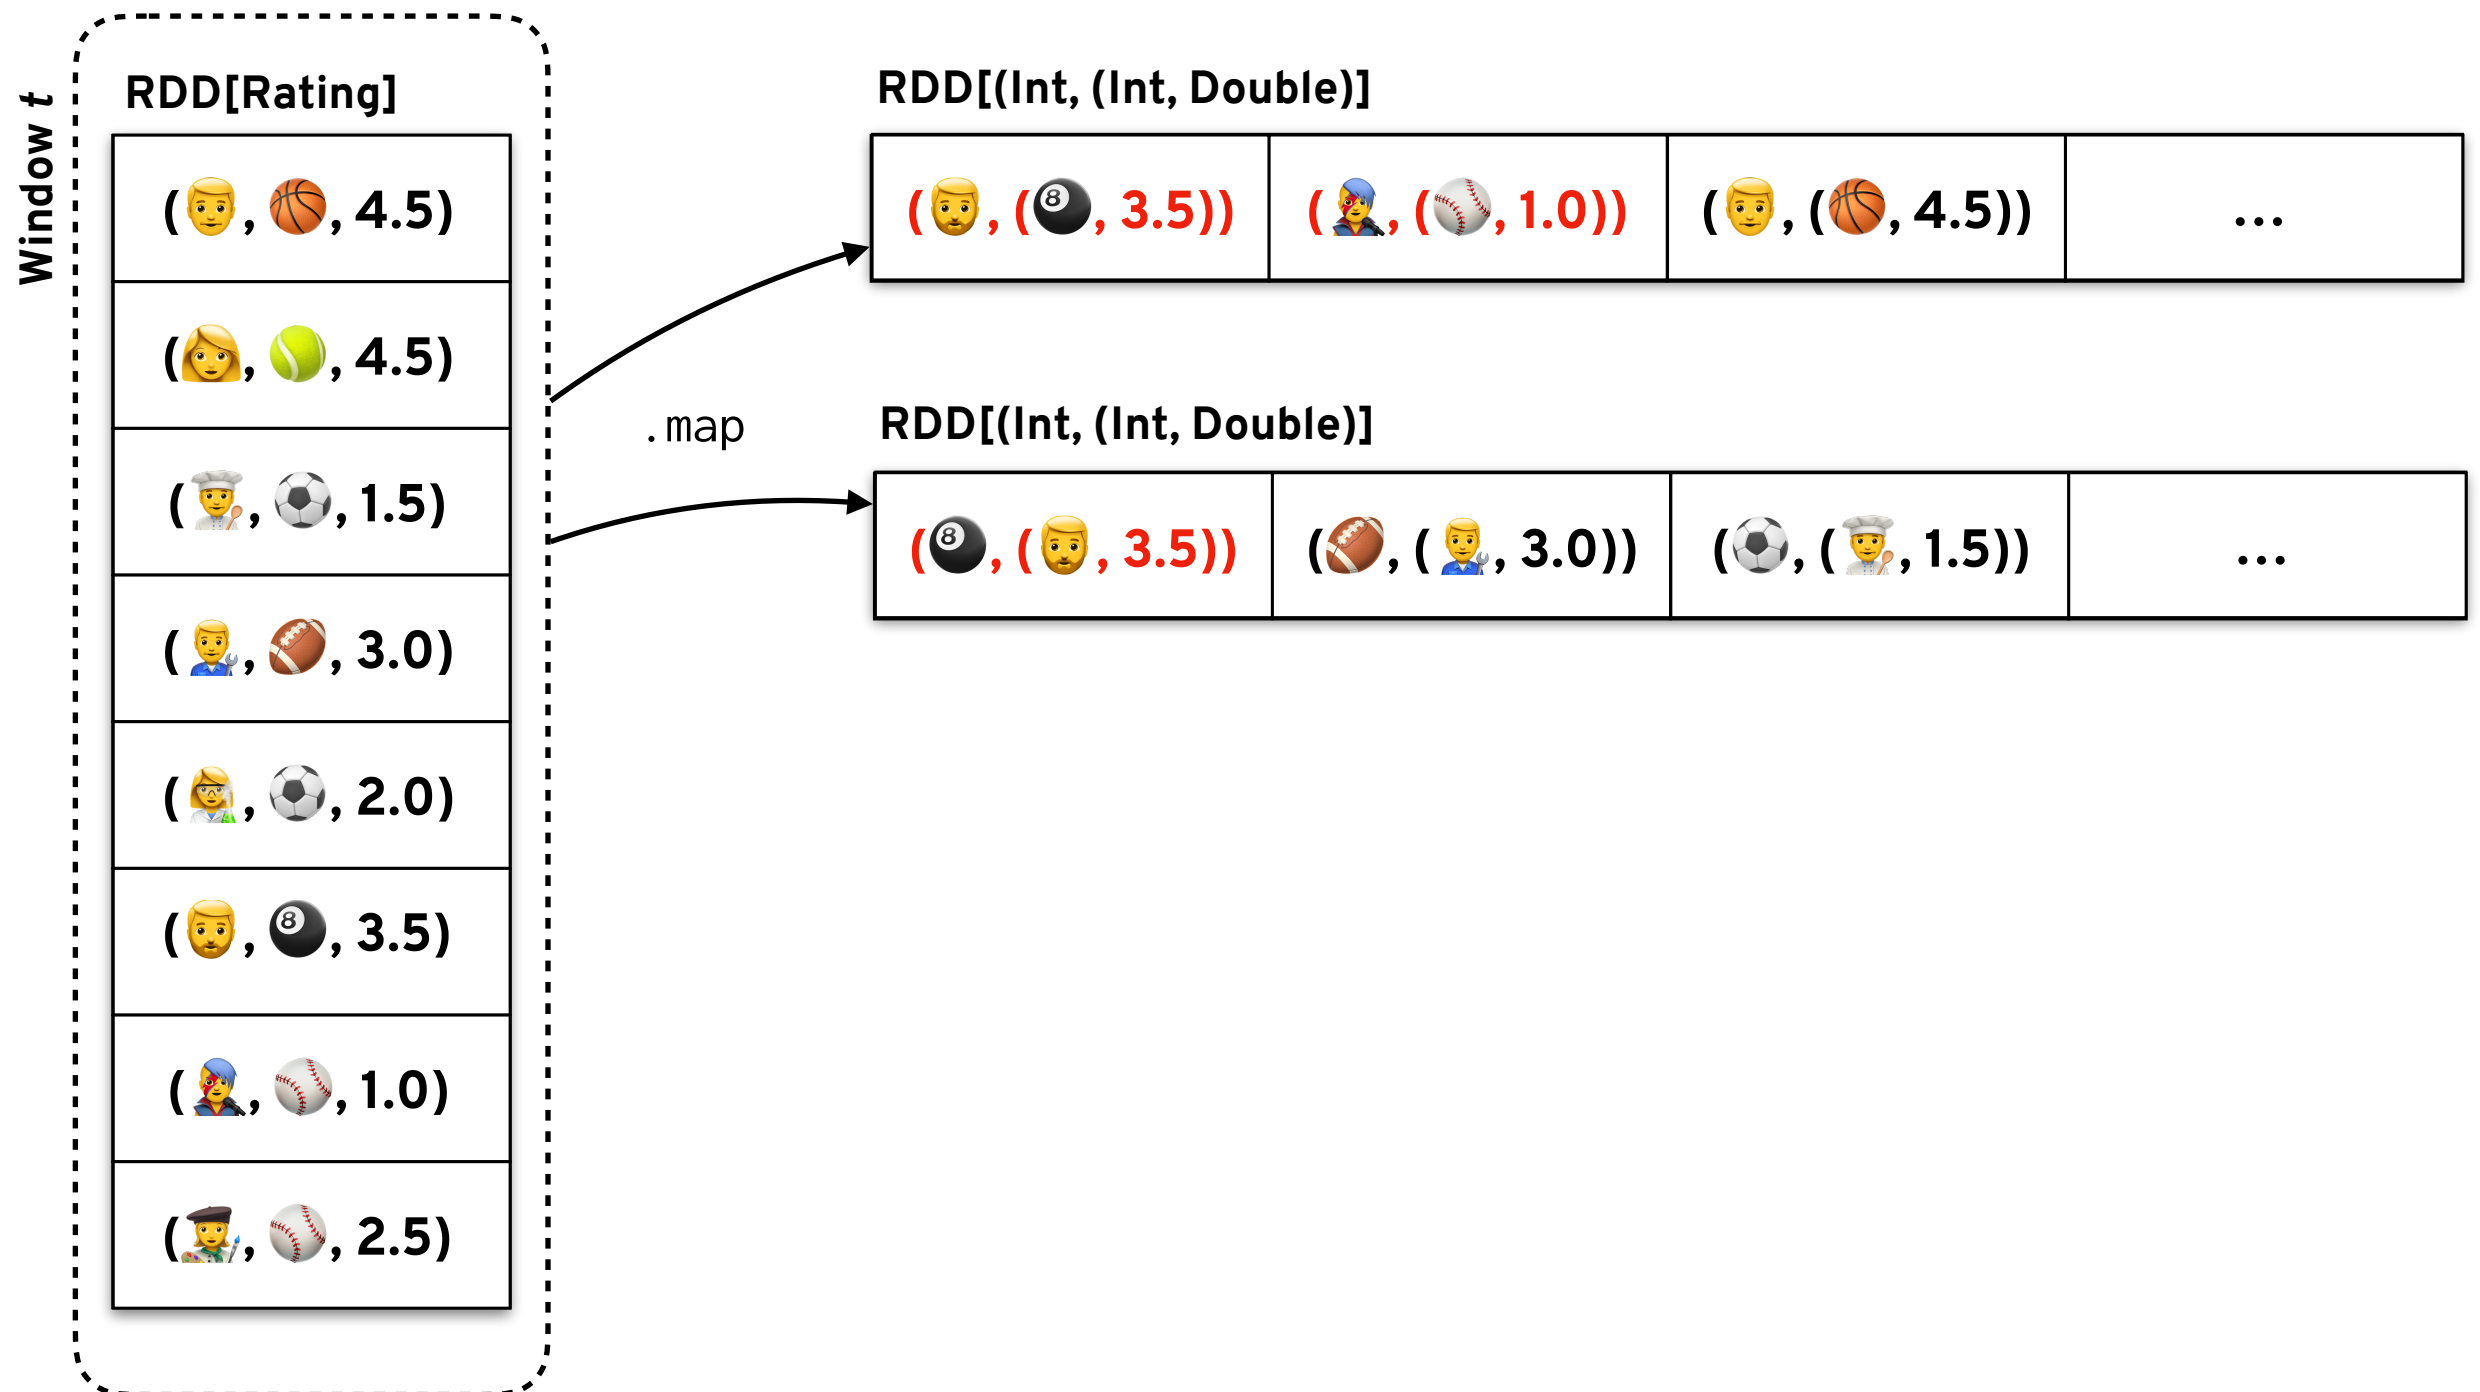 Window t
RDD[Rating]
(👨, 🏀, 4.5)
(👩, 🎾, 4.5)
(👨‍🍳, ⚽, 1.5)
(👨‍🔧, 🏈, 3.0)
(👩‍🔬, ⚽, 2.0)
(🧔, 🎱, 3.5)
(👨‍🎤, ⚾, 1.0)
(👩‍🎨, ⚾, 2.5)
.map
RDD[(Int, (Int, Double)]
(🧔, (🎱, 3.5)) (👨‍🎤, (⚾, 1.0)) (👨, (🏀, 4.5)) ...
RDD[(Int, (Int, Double)]
(🎱, (🧔, 3.5)) (🏈, (👨‍🔧, 3.0)) (⚽, (👨‍🍳, 1.5)) ...